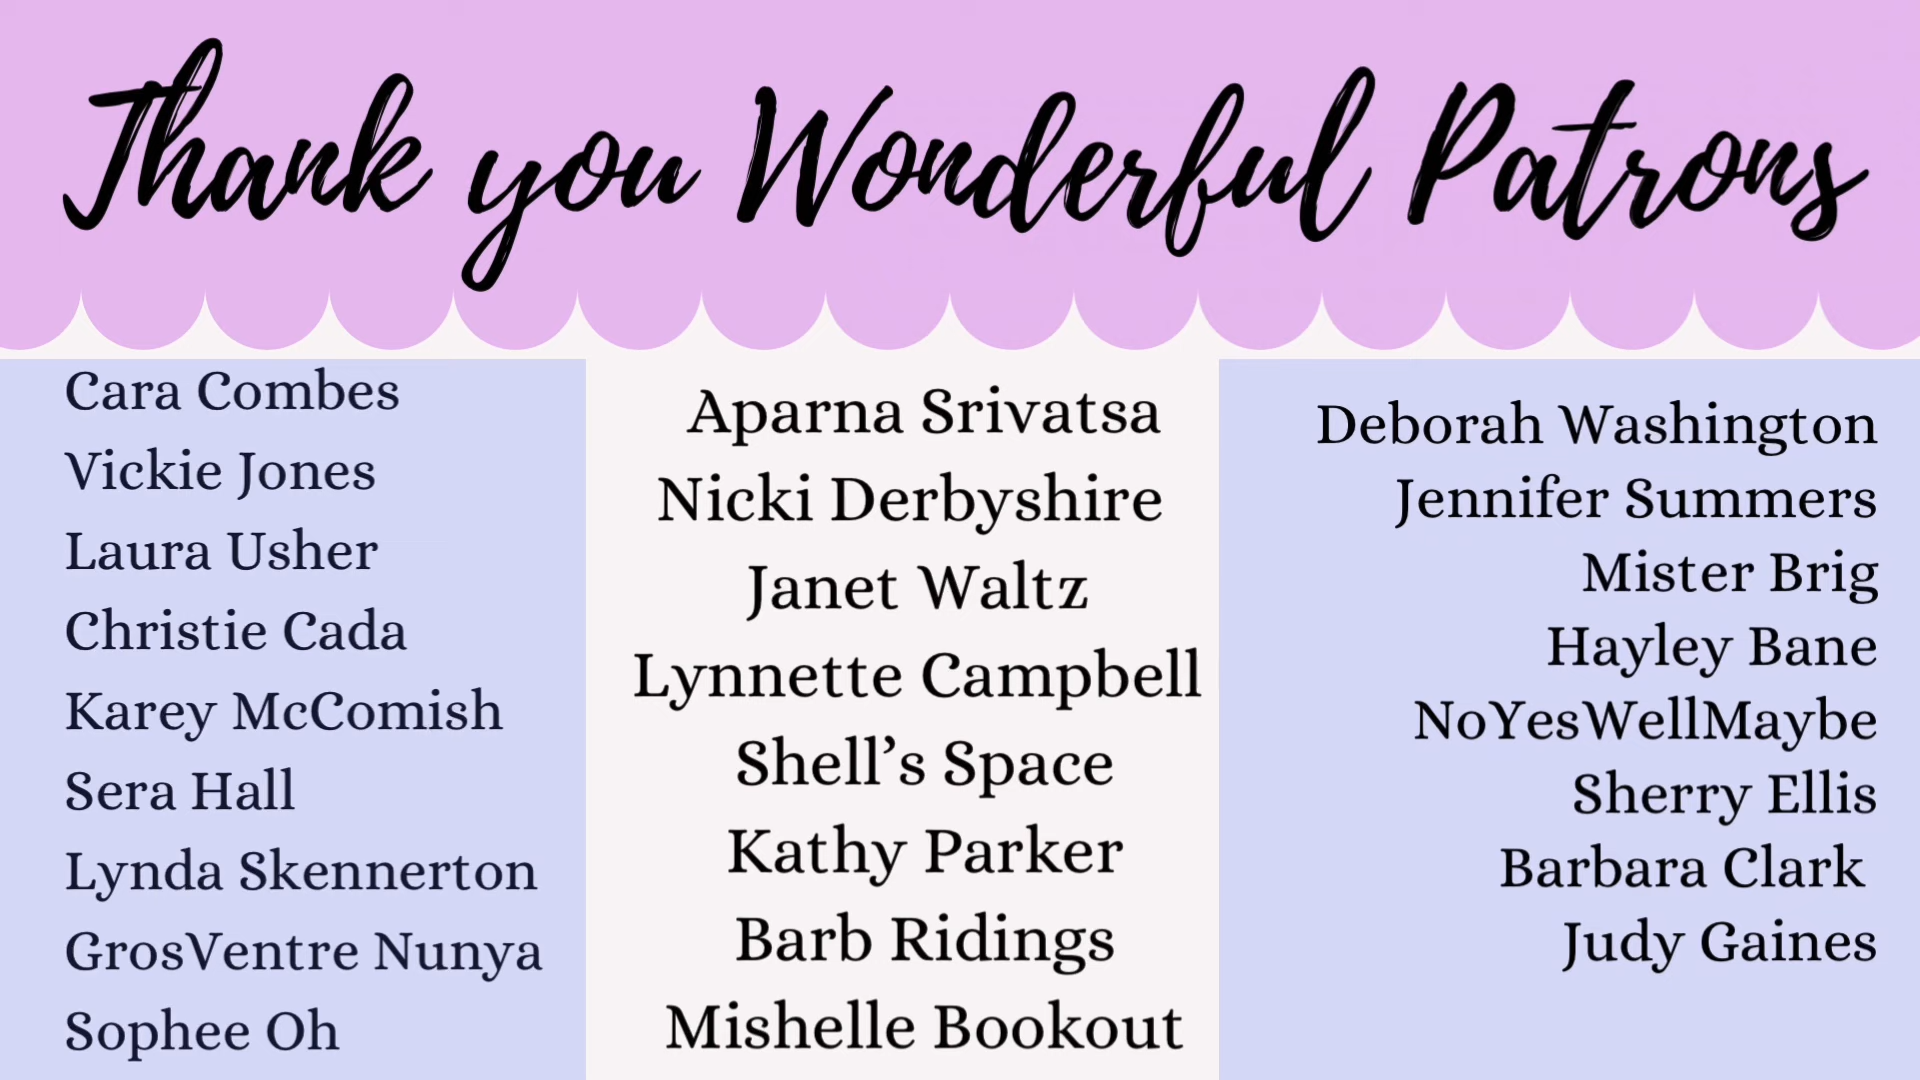 Thank you Wonderful Patrons
Cara Combes
Vickie Jones
Laura Usher
Christie Cada
Karey McComish
Sera Hall
Lynda Skennerton
GrosVentre Nunya
Sophee Oh
Aparna Srivatsa
Nicki Derbyshire
Janet Waltz
Lynnette Campbell
Shell’s Space
Kathy Parker
Barb Ridings
Mishelle Bookout
Deborah Washington
Jennifer Summers
Mister Brig
Hayley Bane
NoYesWellMaybe
Sherry Ellis
Barbara Clark
Judy Gaines